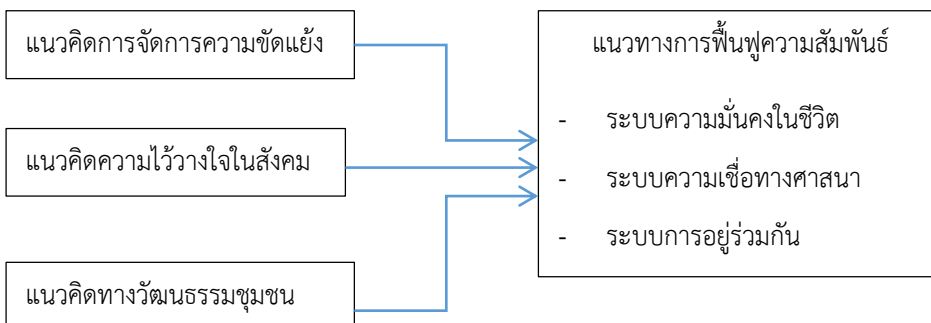 แนวคิดการจัดการความขัดแย้ง
แนวคิดความไว้วางใจในสังคม
แนวคิดทางวัฒนธรรมชุมชน
แนวทางการฟื้นฟูความสัมพันธ์
- ระบบความมั่นคงในชีวิต
- ระบบความเชื่อทางศาสนา
- ระบบการอยู่ร่วมกัน